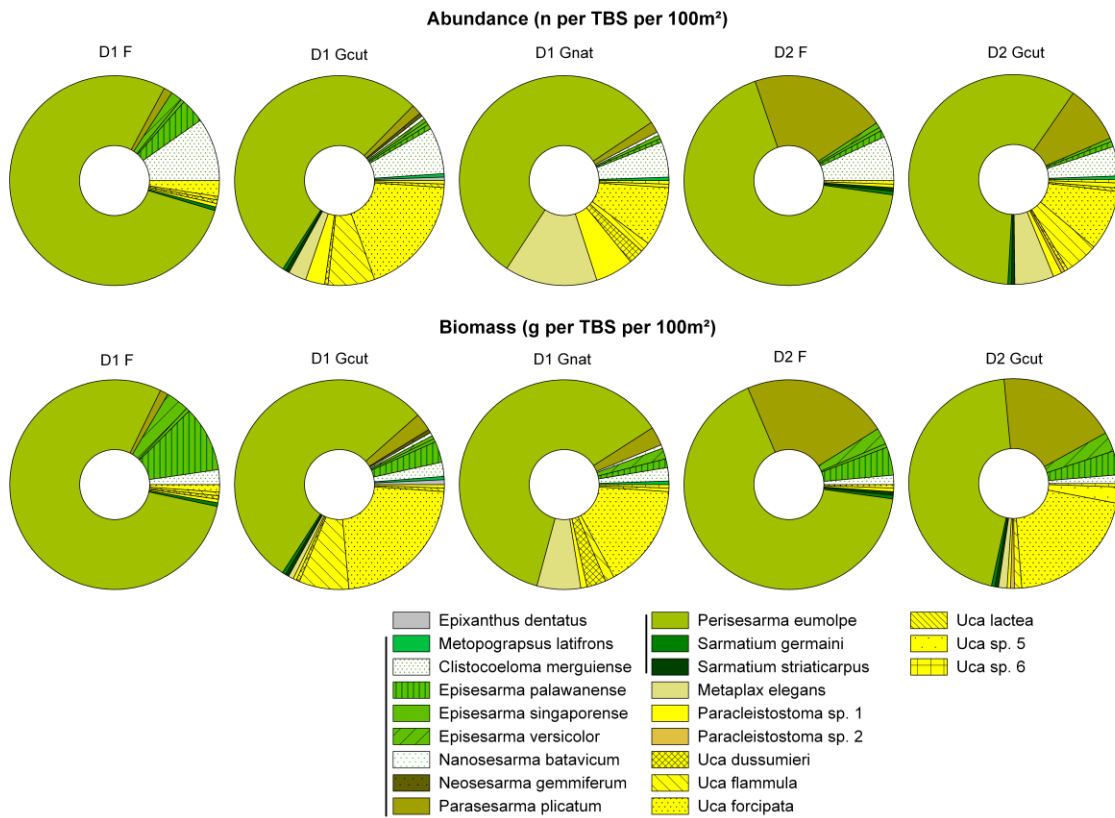 Abundance (n per TBS per 100m²)
D1 F
D1 Gcut
D1 Gnat
D2 F
D2 Gcut
Biomass (g per TBS per 100m²)
D1 F
D1 Gcut
D1 Gnat
D2 F
D2 Gcut
Epixanthus dentatus
Metopograpsus latifrons
Clistocoeloma merguiense
Episesarma palawanense
Episesarma singaporense
Episesarma versicolor
Nanosesarma batavicum
Neosesarma gemmiferum
Parasesarma plicatum
Perisesarma eumolpe
Sarmatium germaini
Sarmatium striaticarpus
Metaplax elegans
Paracleistostoma sp. 1
Paracleistostoma sp. 2
Uca dussumieri
Uca flammula
Uca forcipata
Uca lactea
Uca sp. 5
Uca sp. 6